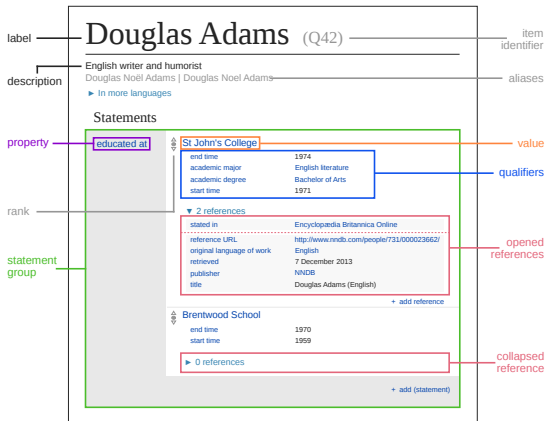 label
Douglas Adams (Q42)
item identifier
description
English writer and humorist
Douglas Noël Adams | Douglas Noel Adams
aliases
► In more languages
Statements
property
educated at
St John's College
value
end time 1974
academic major English literature
academic degree Bachelor of Arts
start time 1971
qualifiers
rank
▼ 2 references
stated in Encyclopædia Britannica Online
reference URL http://www.nndb.com/people/731/000023662/
original language of work English
retrieved 7 December 2013
publisher NNDB
title Douglas Adams (English)
opened references
statement group
+ add reference
Brentwood School
end time 1970
start time 1959
► 0 references
collapsed reference
+ add (statement)